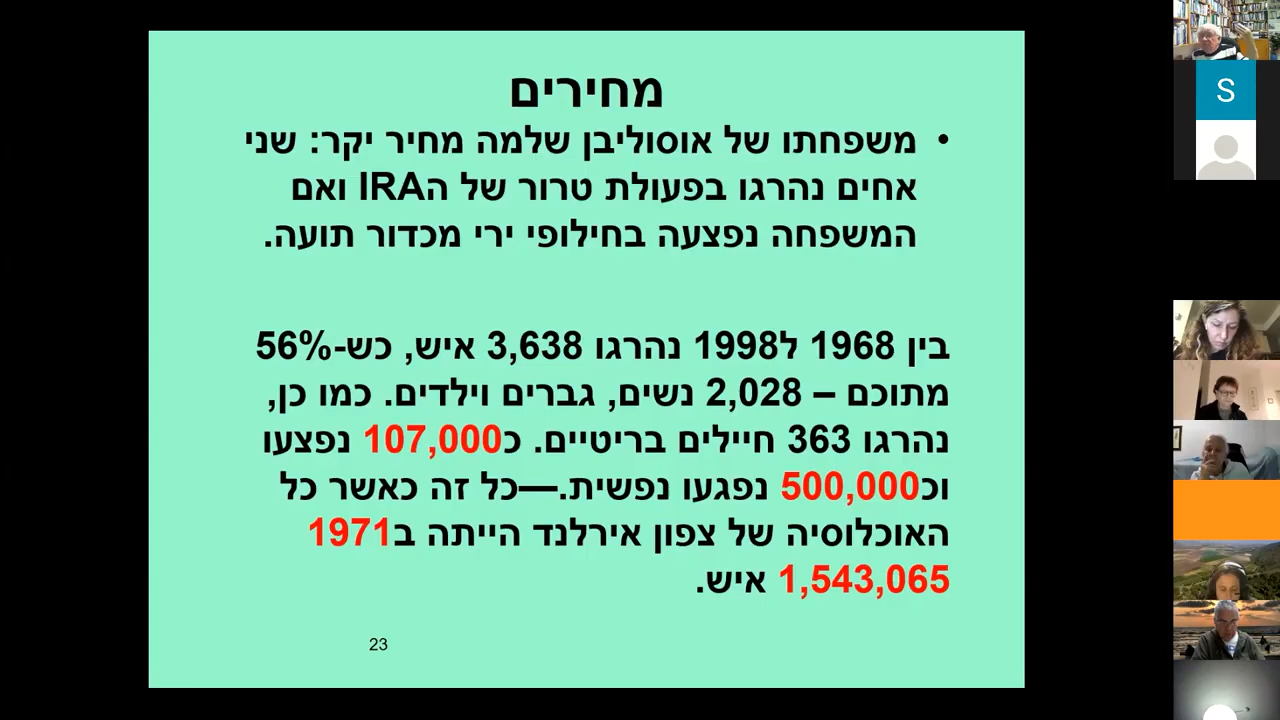 מחירים
• משפחתו של אוסוליבן שלמה מחיר יקר: שני
אחים נהרגו בפעולת טרור של הIRA ואם
המשפחה נפצעה בחילופי ירי מכדור תועה.
בין 1968 ל1998 נהרגו 3,638 איש, כש-56%
מתוכם – 2,028 נשים, גברים וילדים. כמו כן,
נהרגו 363 חיילים בריטיים. כ107,000 נפצעו
וכ500,000 נפגעו נפשית.—כל זה כאשר כל
האוכלוסיה של צפון אירלנד הייתה ב1971
1,543,065 איש.
23
S